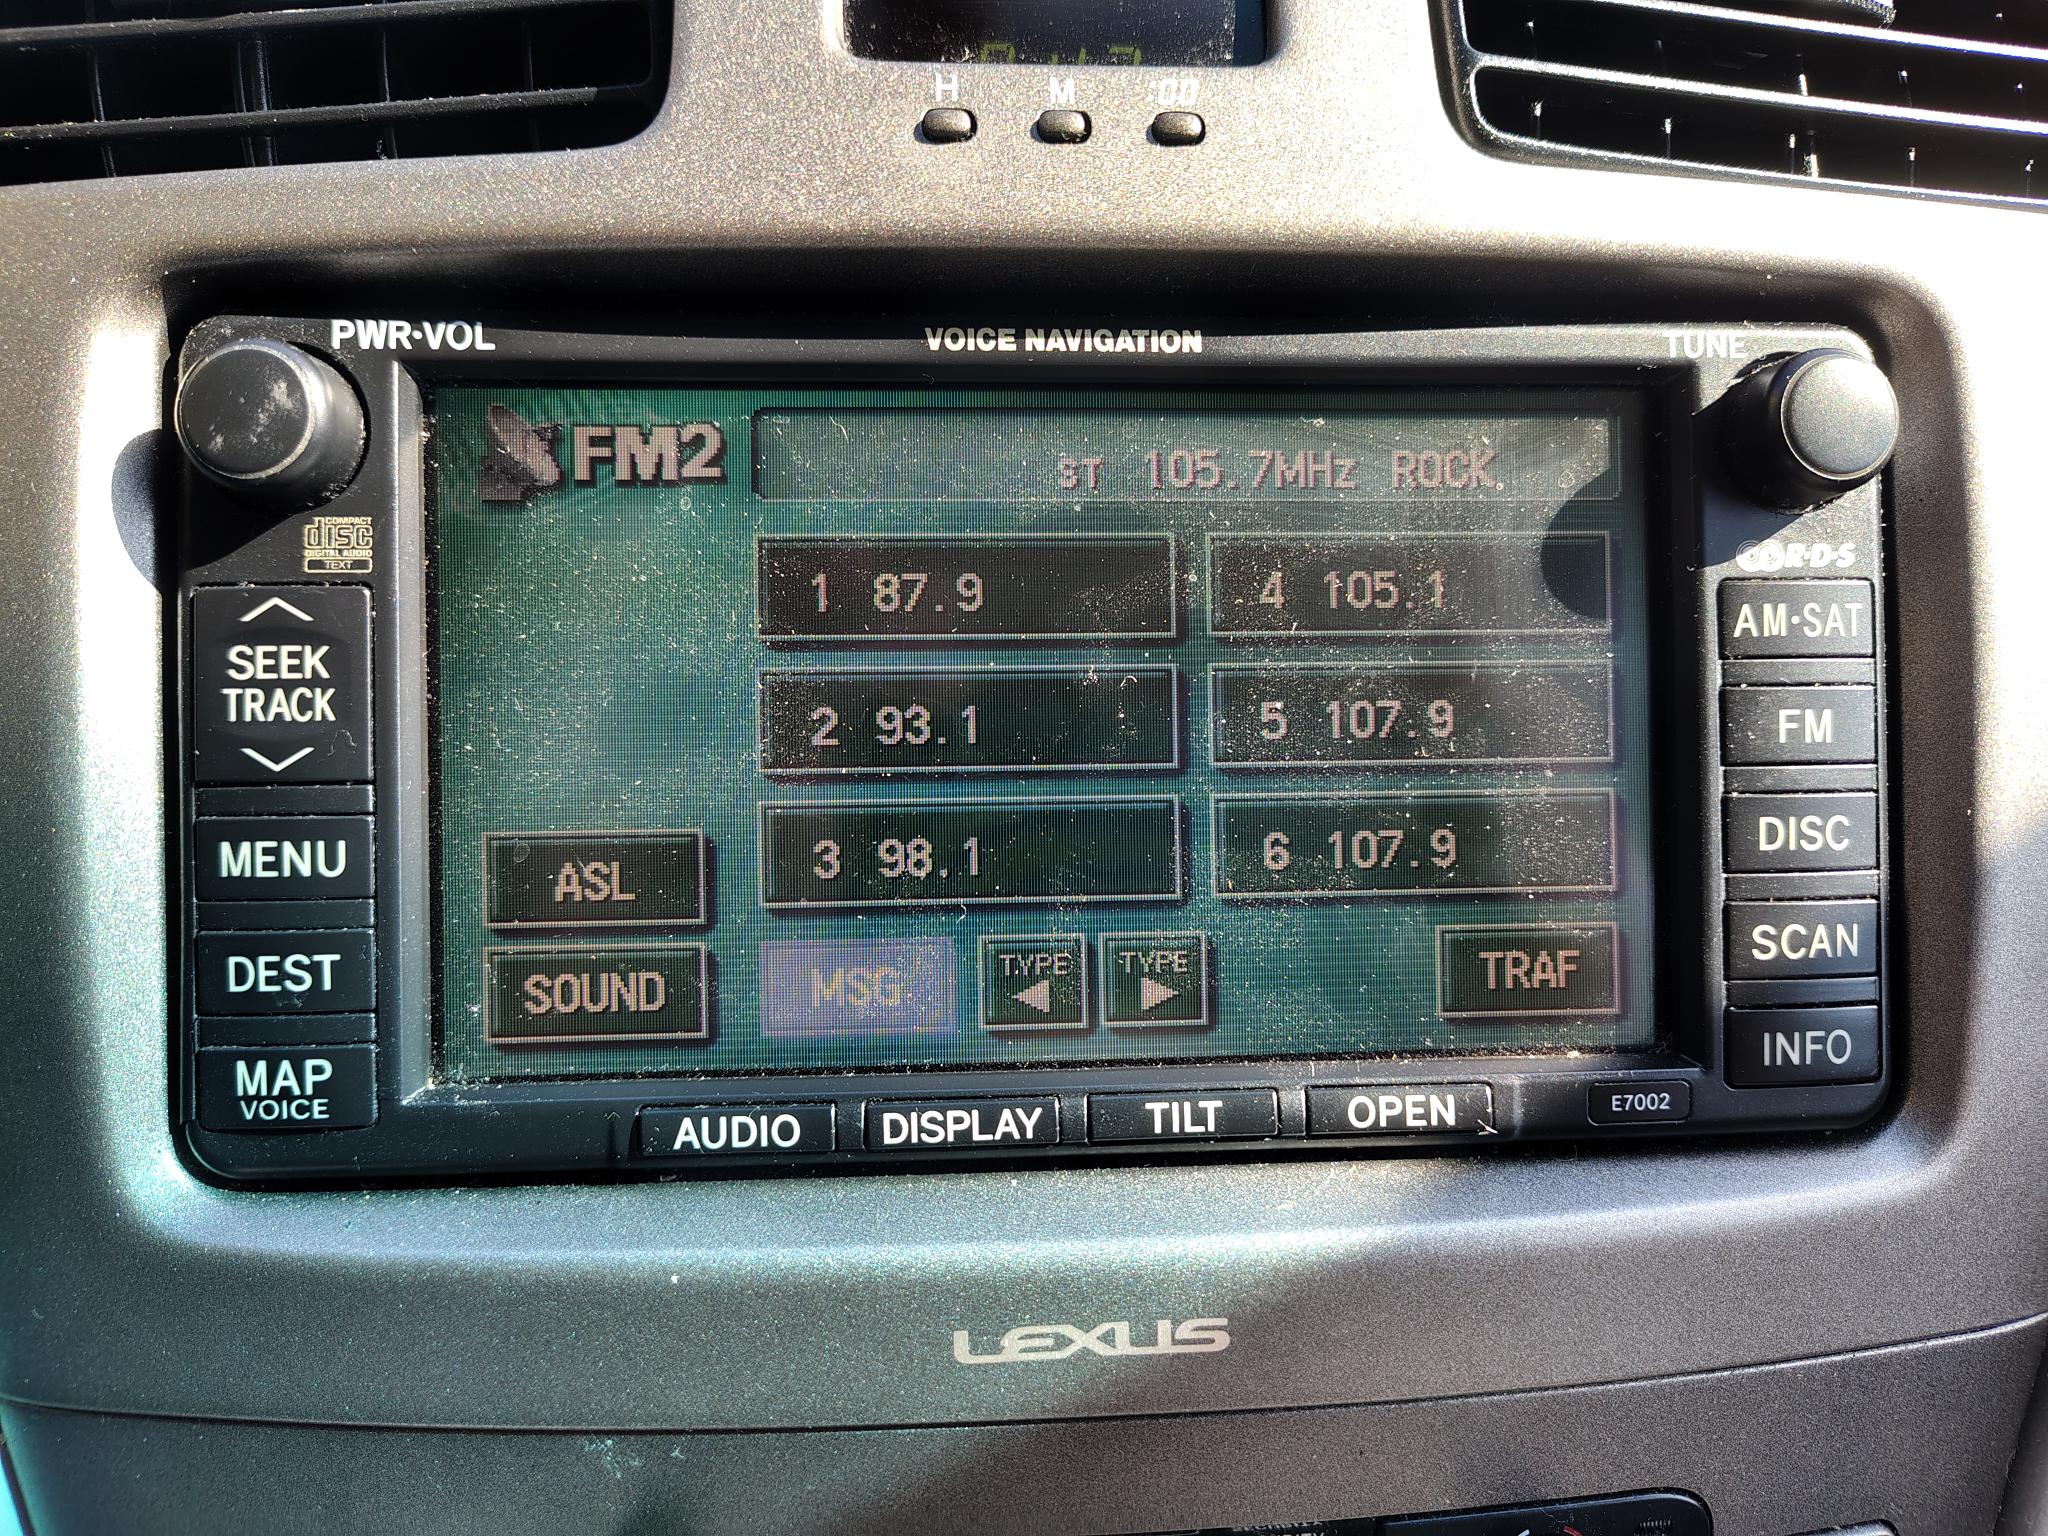 H M :00
PWR·VOL
VOICE NAVIGATION
TUNE
FM2
ST 105.7MHz ROCK
COMPACT
disc
DIGITAL AUDIO
TEXT
R·D·S
1 87.9
4 105.1
2 93.1
5 107.9
3 98.1
6 107.9
ASL
SOUND
MSG
TYPE ◀
TYPE ▶
TRAF
SEEK
TRACK
MENU
DEST
MAP
VOICE
AM·SAT
FM
DISC
SCAN
INFO
AUDIO
DISPLAY
TILT
OPEN
E7002
LEXUS